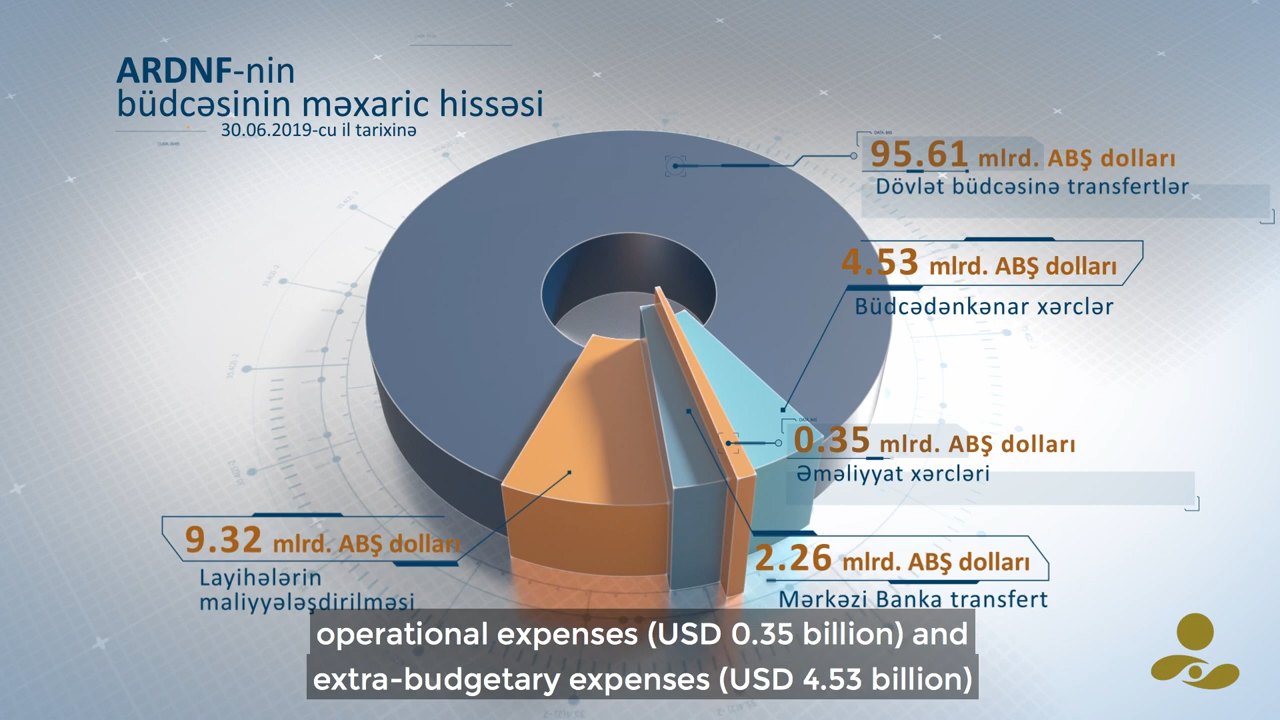 ARDNF-nin
büdcəsinin məxaric hissəsi
30.06.2019-cu il tarixinə
95.61 mlrd. ABŞ dolları
Dövlət büdcəsinə transfertlər
4.53 mlrd. ABŞ dolları
Büdcədənkənar xərclər
0.35 mlrd. ABŞ dolları
Əməliyyat xərcləri
9.32 mlrd. ABŞ dolları
Layihələrin
maliyyələşdirilməsi
2.26 mlrd. ABŞ dolları
Mərkəzi Banka transfert
operational expenses (USD 0.35 billion) and
extra-budgetary expenses (USD 4.53 billion)